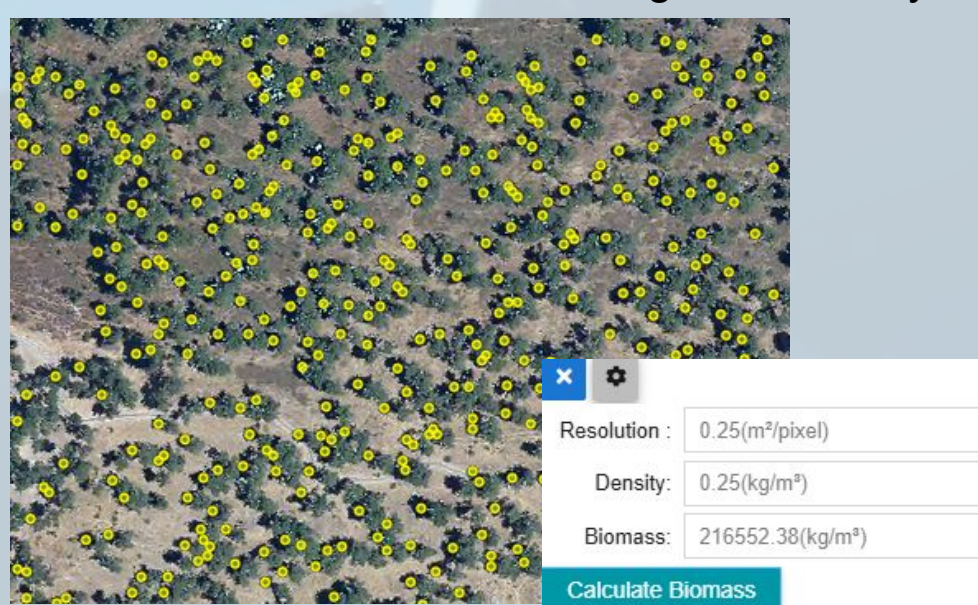 Resolution : 0.25(m²/pixel)
Density: 0.25(kg/m³)
Biomass: 216552.38(kg/m³)
Calculate Biomass